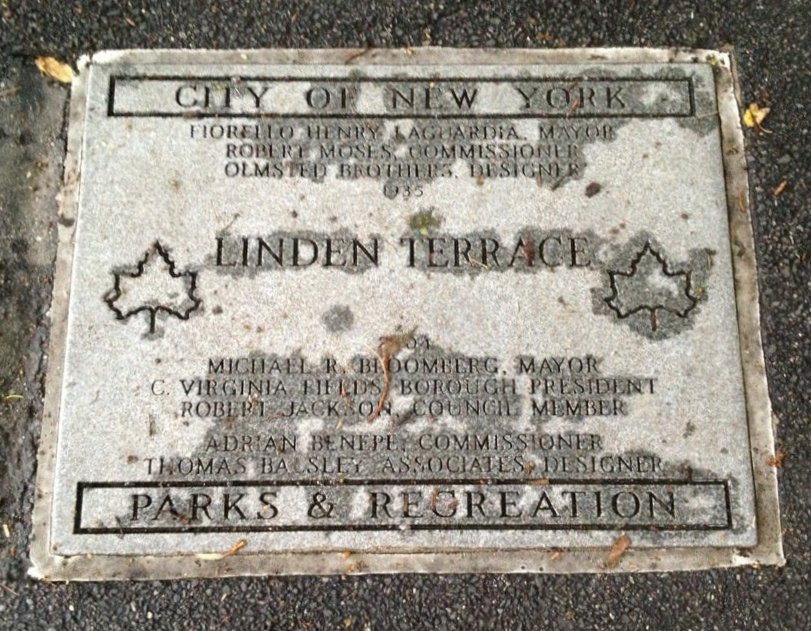 CITY OF NEW YORK
FIORELLO HENRY LAGUARDIA, MAYOR
ROBERT MOSES, COMMISSIONER
OLMSTED BROTHERS, DESIGNER
1935
LINDEN TERRACE
MICHAEL R. BLOOMBERG, MAYOR
C. VIRGINIA FIELDS, BOROUGH PRESIDENT
ROBERT JACKSON, COUNCIL MEMBER
ADRIAN BENEPE, COMMISSIONER
THOMAS BALSLEY ASSOCIATES, DESIGNER
PARKS & RECREATION